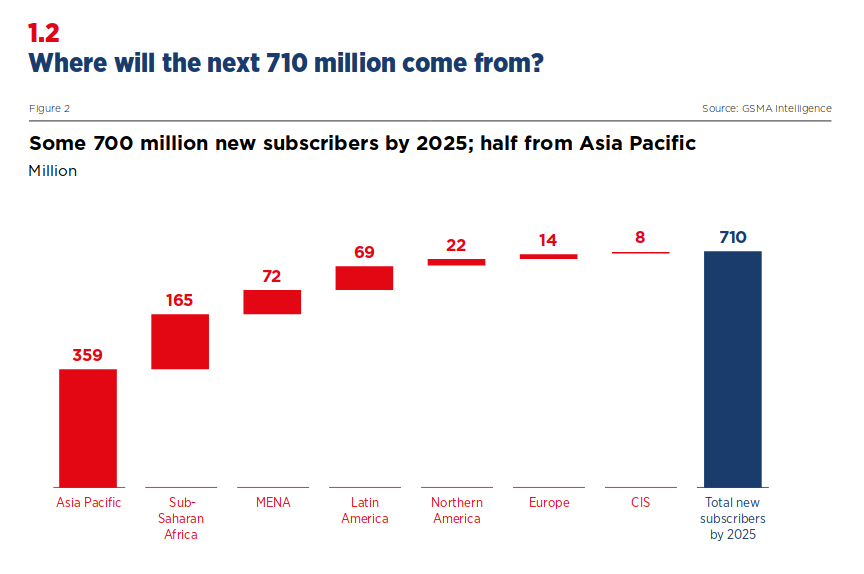 1.2
Where will the next 710 million come from?
Figure 2
Source: GSMA Intelligence
Some 700 million new subscribers by 2025; half from Asia Pacific
Million
359
165
72
69
22
14
8
710
Asia Pacific
Sub-
Saharan
Africa
MENA
Latin
America
Northern
America
Europe
CIS
Total new
subscribers
by 2025